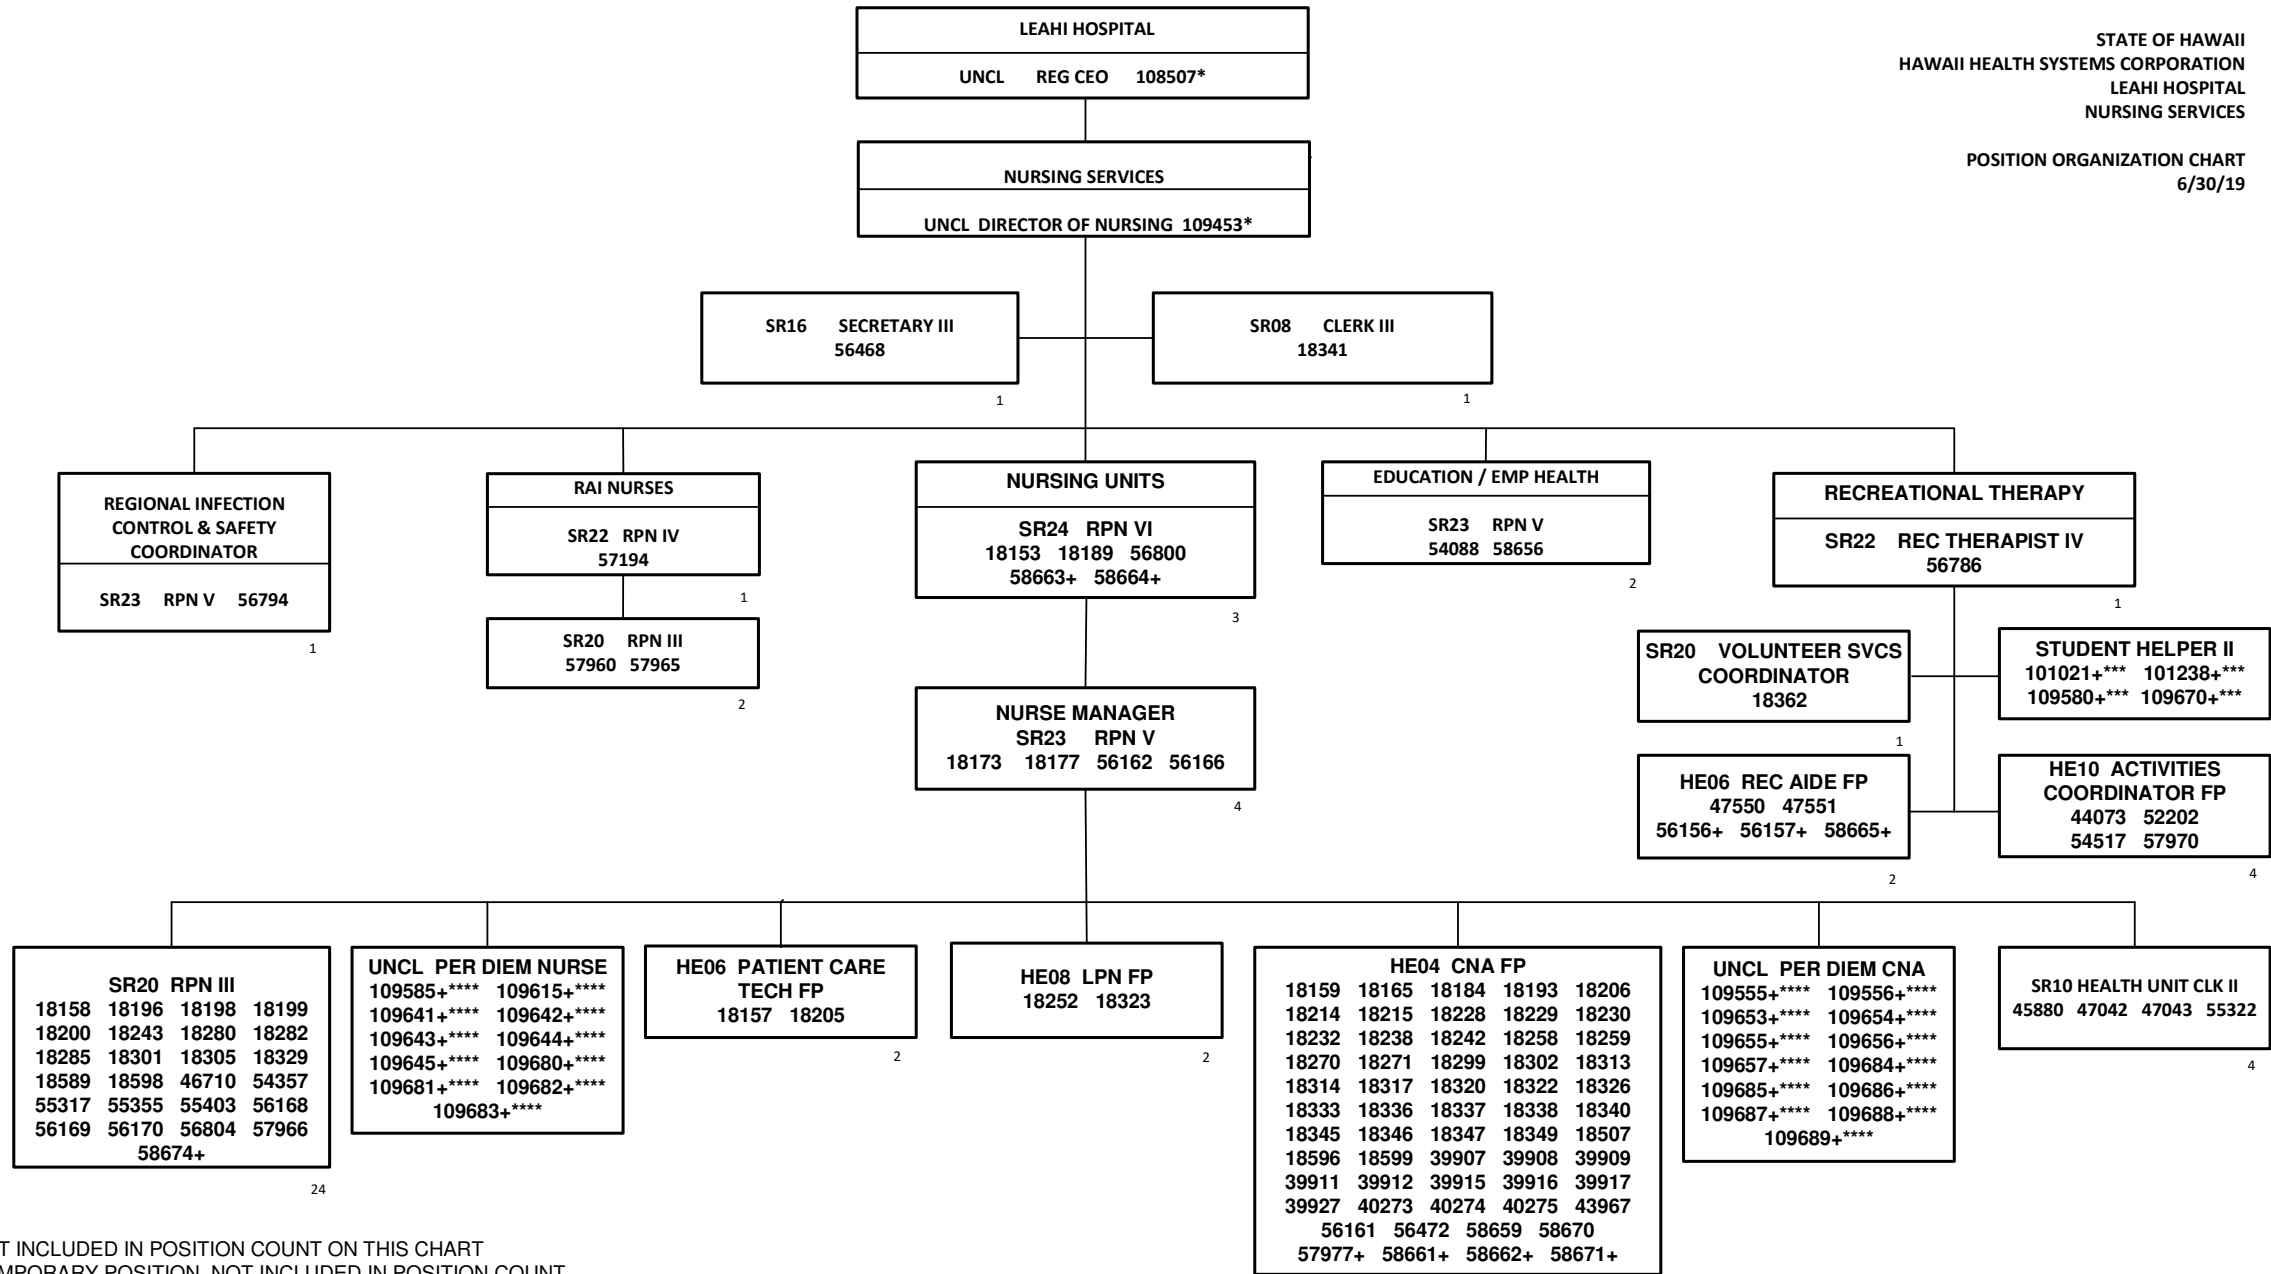 LEAHI HOSPITAL
UNCL REG CEO 108507*
STATE OF HAWAII
HAWAII HEALTH SYSTEMS CORPORATION
LEAHI HOSPITAL
NURSING SERVICES
POSITION ORGANIZATION CHART
6/30/19
NURSING SERVICES
UNCL DIRECTOR OF NURSING 109453*
SR16 SECRETARY III
56468
1
SR08 CLERK III
18341
1
REGIONAL INFECTION
CONTROL & SAFETY
COORDINATOR
SR23 RPN V 56794
1
RAI NURSES
SR22 RPN IV
57194
1
SR20 RPN III
57960 57965
2
NURSING UNITS
SR24 RPN VI
18153 18189 56800
58663+ 58664+
3
NURSE MANAGER
SR23 RPN V
18173 18177 56162 56166
4
EDUCATION / EMP HEALTH
SR23 RPN V
54088 58656
2
RECREATIONAL THERAPY
SR22 REC THERAPIST IV
56786
1
SR20 VOLUNTEER SVCS
COORDINATOR
18362
1
STUDENT HELPER II
101021+*** 101238+***
109580+*** 109670+***
HE06 REC AIDE FP
47550 47551
56156+ 56157+ 58665+
2
HE10 ACTIVITIES
COORDINATOR FP
44073 52202
54517 57970
4
SR20 RPN III
18158 18196 18198 18199
18200 18243 18280 18282
18285 18301 18305 18329
18589 18598 46710 54357
55317 55355 55403 56168
56169 56170 56804 57966
58674+
24
UNCL PER DIEM NURSE
109585+**** 109615+****
109641+**** 109642+****
109643+**** 109644+****
109645+**** 109680+****
109681+**** 109682+****
109683+****
HE06 PATIENT CARE
TECH FP
18157 18205
2
HE08 LPN FP
18252 18323
2
HE04 CNA FP
18159 18165 18184 18193 18206
18214 18215 18228 18229 18230
18232 18238 18242 18258 18259
18270 18271 18299 18302 18313
18314 18317 18320 18322 18326
18333 18336 18337 18338 18340
18345 18346 18347 18349 18507
18596 18599 39907 39908 39909
39911 39912 39915 39916 39917
39927 40273 40274 40275 43967
56161 56472 58659 58670
57977+ 58661+ 58662+ 58671+
UNCL PER DIEM CNA
109555+**** 109556+****
109653+**** 109654+****
109655+**** 109656+****
109657+**** 109684+****
109685+**** 109686+****
109687+**** 109688+****
109689+****
SR10 HEALTH UNIT CLK II
45880 47042 47043 55322
4
T INCLUDED IN POSITION COUNT ON THIS CHART
MPORARY POSITION, NOT INCLUDED IN POSITION COUNT